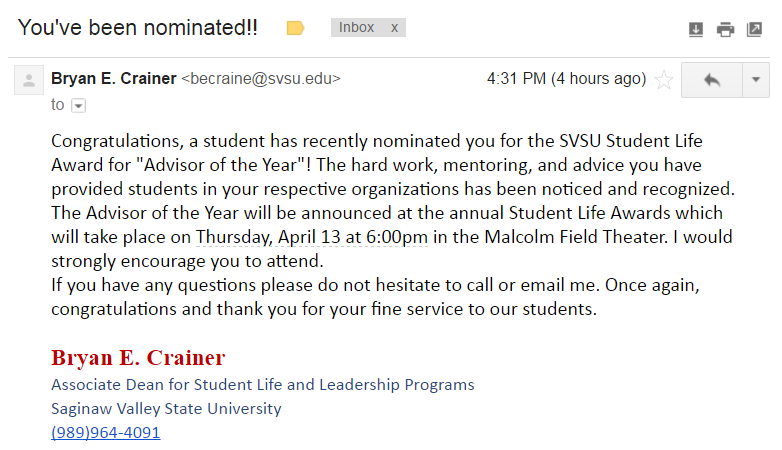 You've been nominated!! Inbox x
Bryan E. Crainer <becraine@svsu.edu> 4:31 PM (4 hours ago)
to
Congratulations, a student has recently nominated you for the SVSU Student Life
Award for "Advisor of the Year"! The hard work, mentoring, and advice you have
provided students in your respective organizations has been noticed and recognized.
The Advisor of the Year will be announced at the annual Student Life Awards which
will take place on Thursday, April 13 at 6:00pm in the Malcolm Field Theater. I would
strongly encourage you to attend.
If you have any questions please do not hesitate to call or email me. Once again,
congratulations and thank you for your fine service to our students.
Bryan E. Crainer
Associate Dean for Student Life and Leadership Programs
Saginaw Valley State University
(989)964-4091